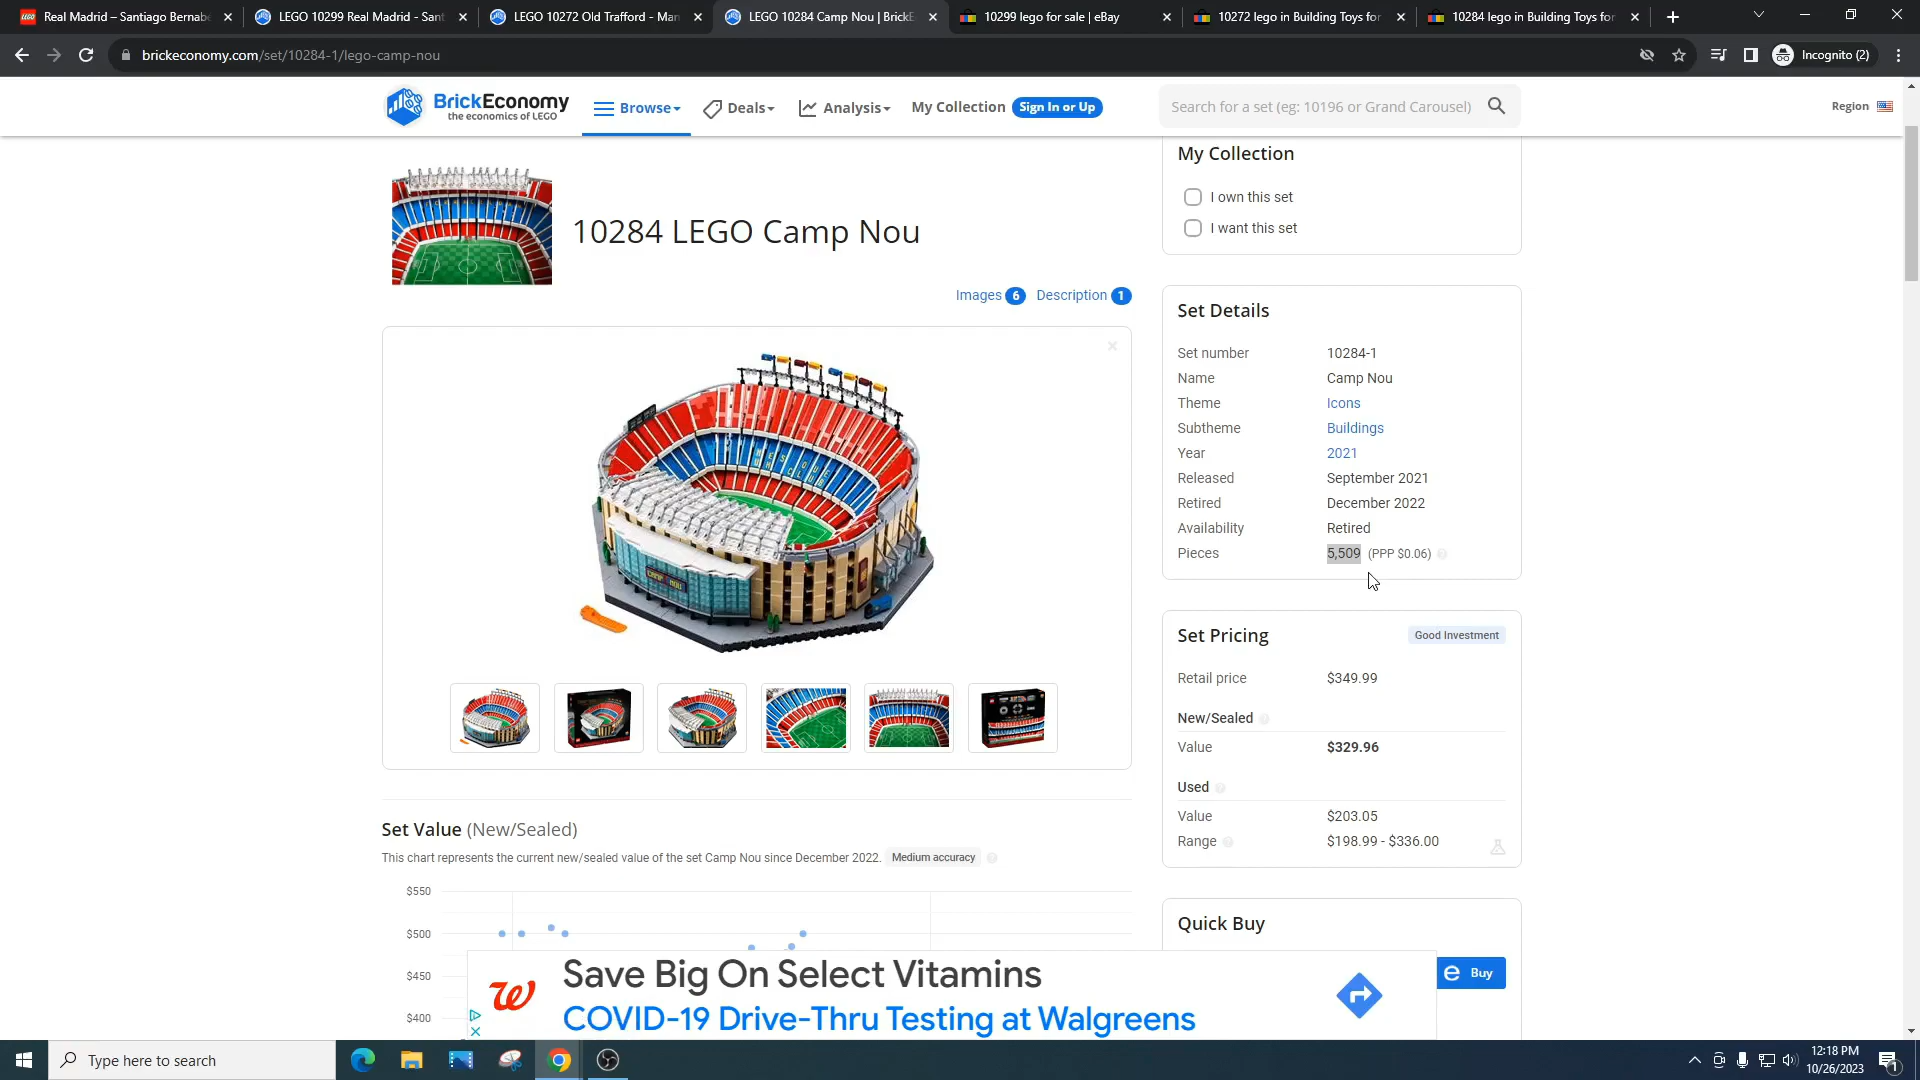 Real Madrid – Santiago Bernabé
LEGO 10299 Real Madrid - Sant
LEGO 10272 Old Trafford - Man
LEGO 10284 Camp Nou | BrickE
10299 lego for sale | eBay
10272 lego in Building Toys for
10284 lego in Building Toys for
brickeconomy.com/set/10284-1/lego-camp-nou
Incognito (2)
BrickEconomy
the economics of LEGO
Browse
Deals
Analysis
My Collection
Sign In or Up
Search for a set (eg: 10196 or Grand Carousel)
Region
10284 LEGO Camp Nou
Images 6
Description 1
CAMP NOU
My Collection
I own this set
I want this set
Set Details
Set number 10284-1
Name Camp Nou
Theme Icons
Subtheme Buildings
Year 2021
Released September 2021
Retired December 2022
Availability Retired
Pieces 5,509 (PPP $0.06)
Set Pricing
Good Investment
Retail price $349.99
New/Sealed
Value $329.96
Used
Value $203.05
Range $198.99 - $336.00
Quick Buy
e Buy
Set Value (New/Sealed)
This chart represents the current new/sealed value of the set Camp Nou since December 2022. Medium accuracy
$550
$500
$450
$400
Save Big On Select Vitamins
COVID-19 Drive-Thru Testing at Walgreens
Type here to search
12:18 PM
10/26/2023
1